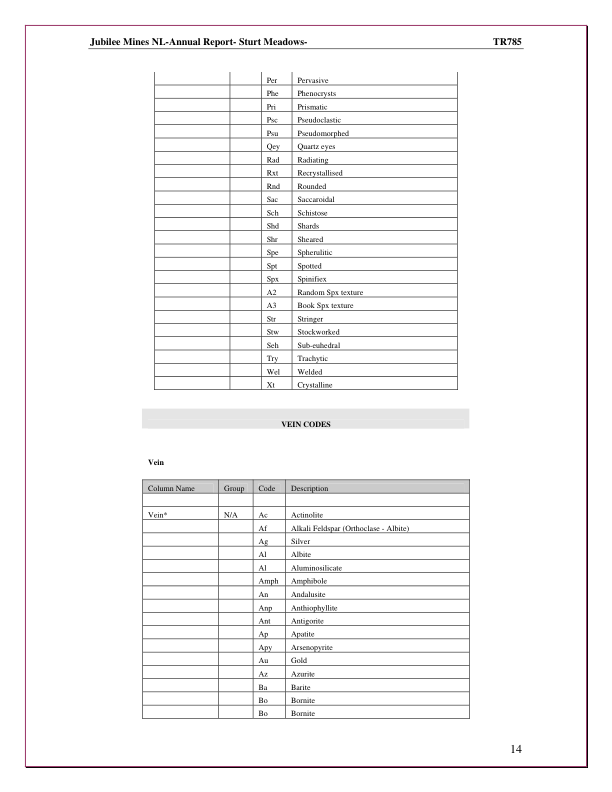 Jubilee Mines NL-Annual Report- Sturt Meadows- TR785
Per Pervasive
Phe Phenocrysts
Pri Prismatic
Psc Pseudoclastic
Psu Pseudomorphed
Qey Quartz eyes
Rad Radiating
Rxt Recrystallised
Rnd Rounded
Sac Saccaroidal
Sch Schistose
Shd Shards
Shr Sheared
Spe Spherulitic
Spt Spotted
Spx Spinifiex
A2 Random Spx texture
A3 Book Spx texture
Str Stringer
Stw Stockworked
Seh Sub-euhedral
Try Trachytic
Wel Welded
Xt Crystalline
VEIN CODES
Vein
Column Name Group Code Description
Vein* N/A Ac Actinolite
Af Alkali Feldspar (Orthoclase - Albite)
Ag Silver
Al Albite
Al Aluminosilicate
Amph Amphibole
An Andalusite
Anp Anthiophyllite
Ant Antigorite
Ap Apatite
Apy Arsenopyrite
Au Gold
Az Azurite
Ba Barite
Bo Bornite
Bo Bornite
14